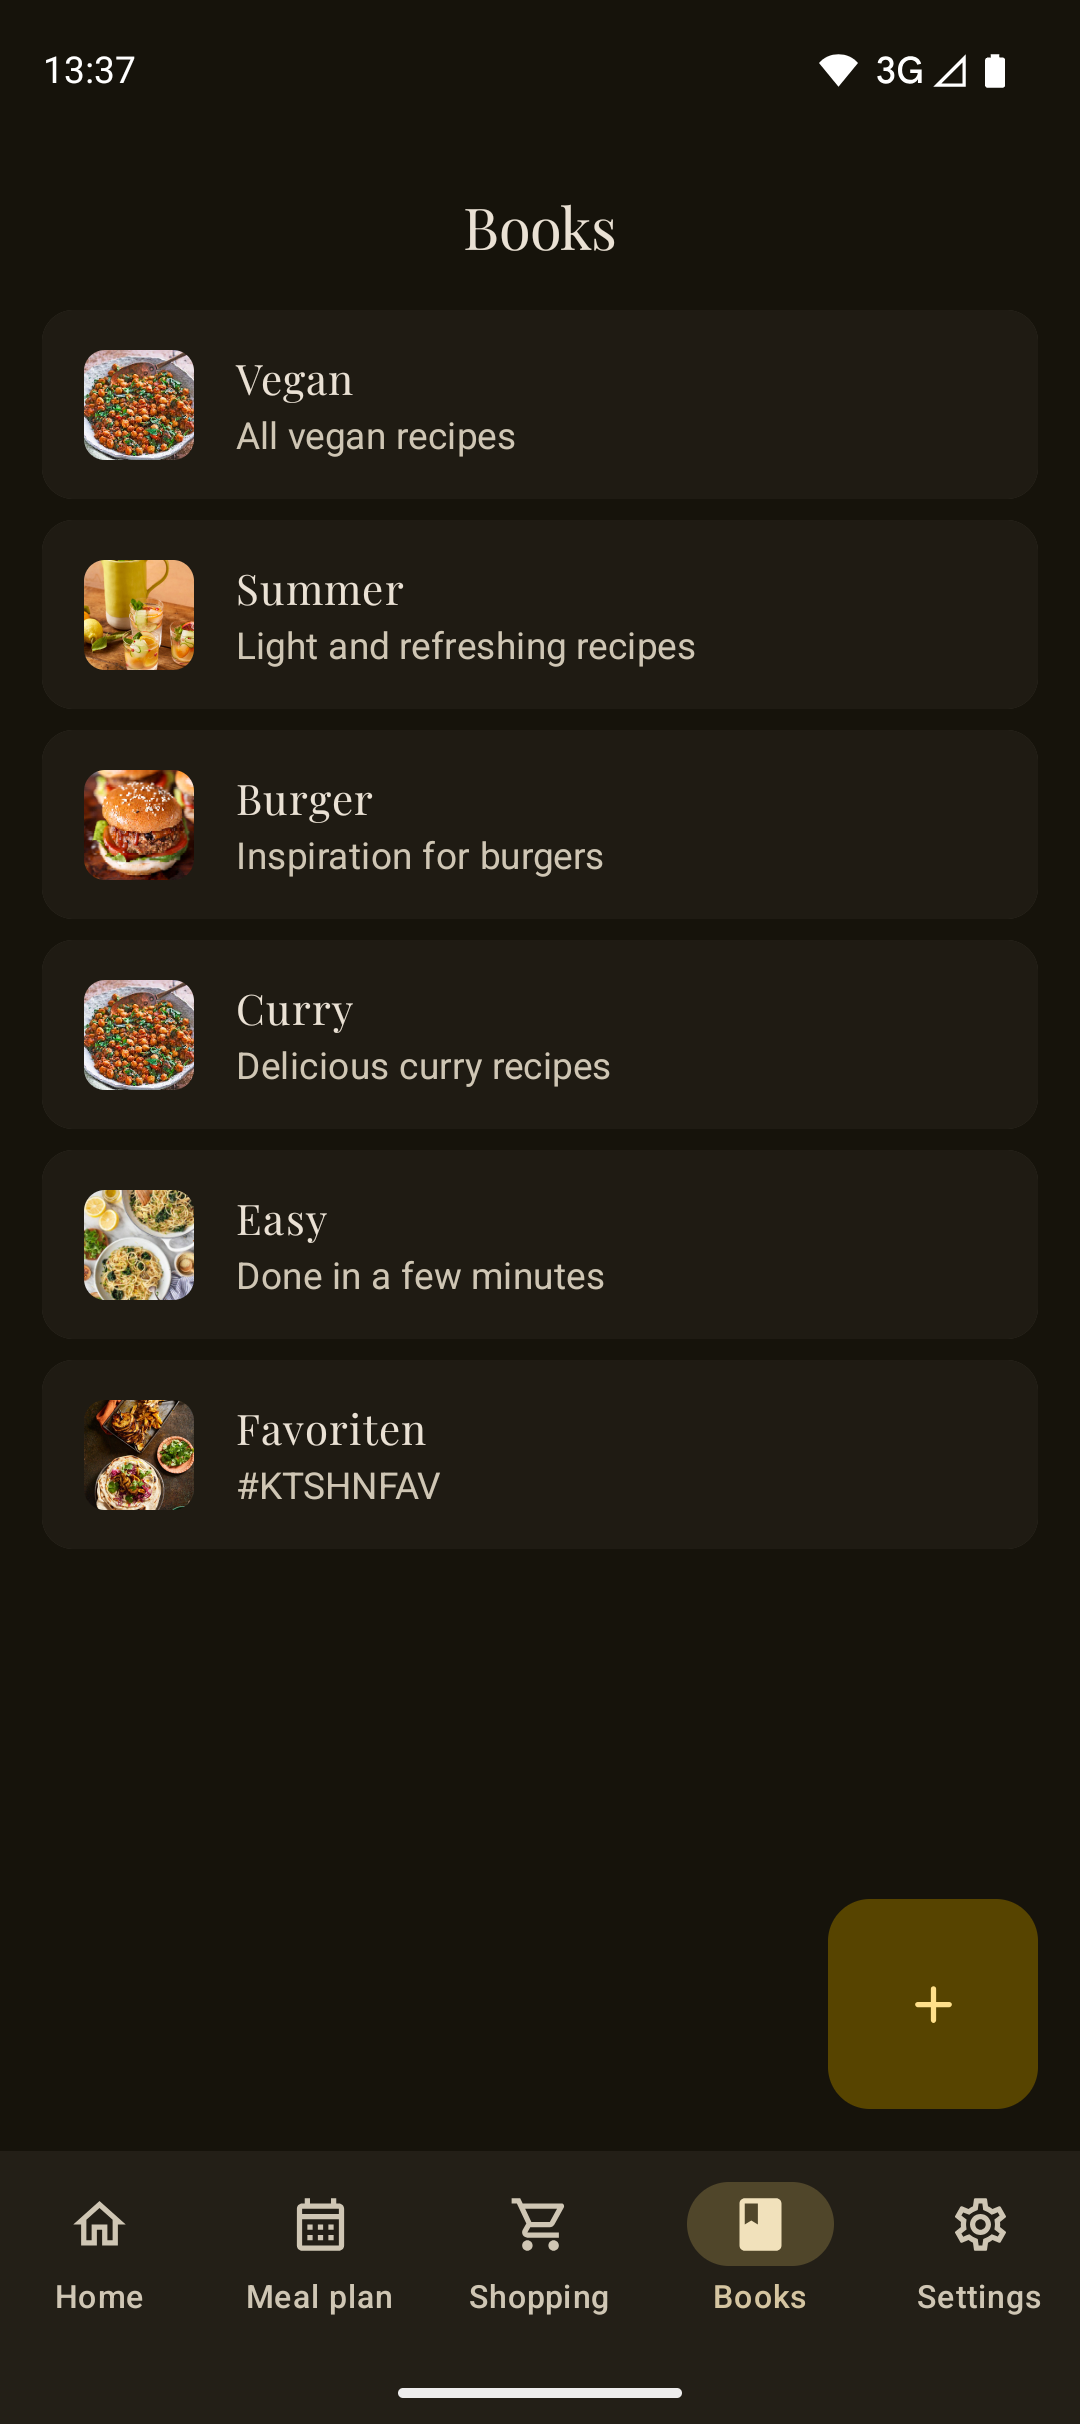 13:37
3G
Books
Vegan
All vegan recipes
Summer
Light and refreshing recipes
Burger
Inspiration for burgers
Curry
Delicious curry recipes
Easy
Done in a few minutes
Favoriten
#KTSHNFAV
Home
Meal plan
Shopping
Books
Settings